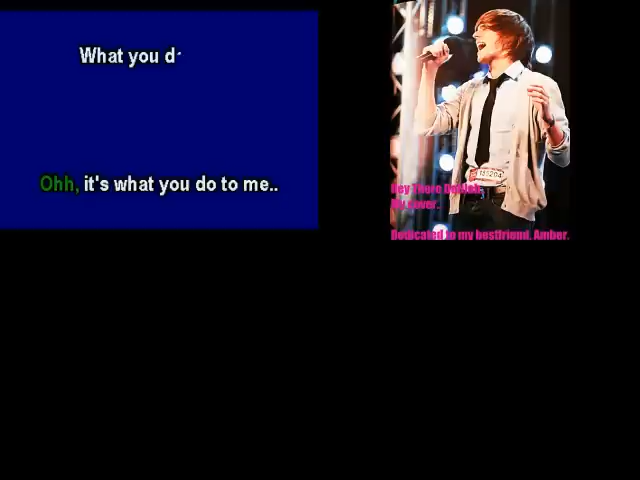 What you d
Ohh, it's what you do to me..
135204
Hey There Delilah
My cover.
Dedicated to my bestfriend. Amber.